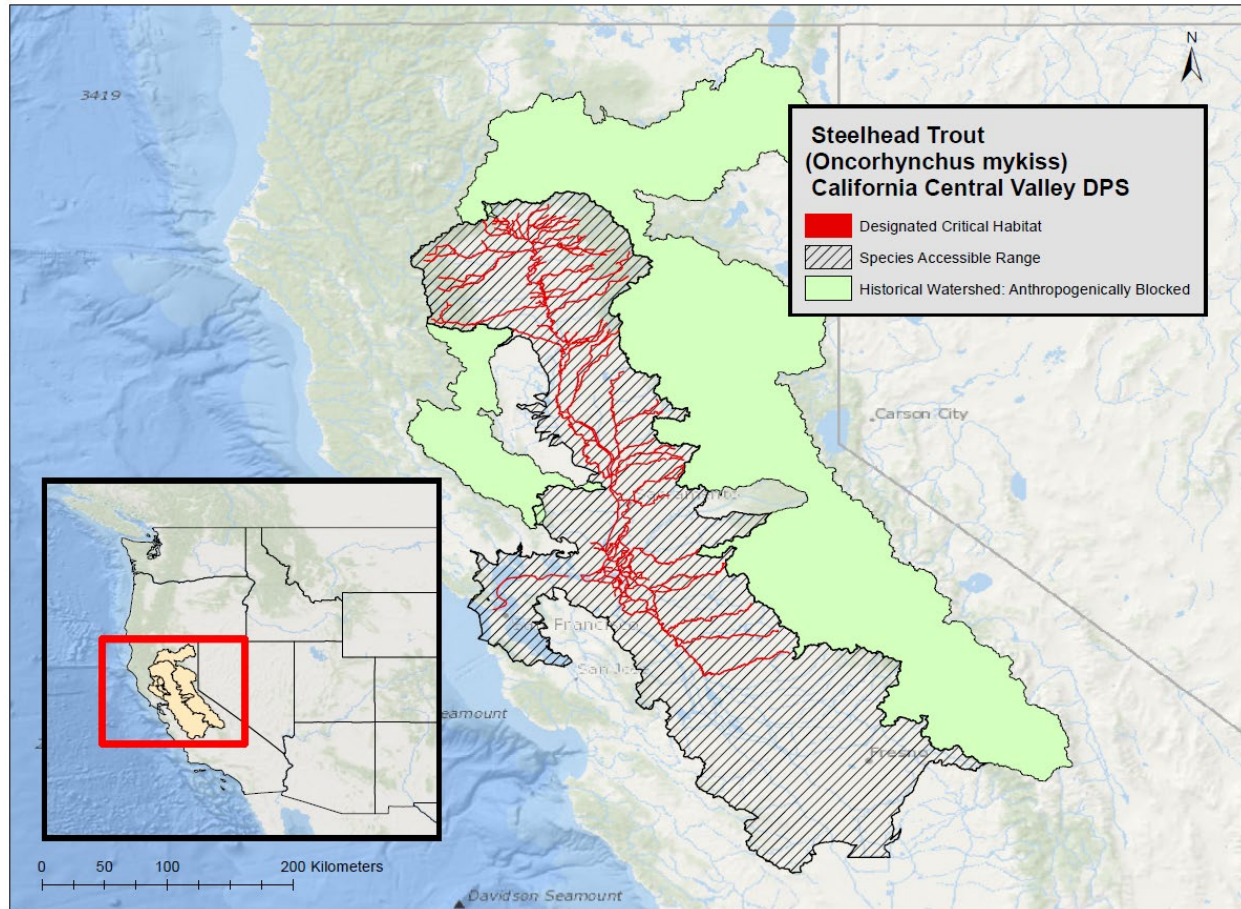 3419
N
Steelhead Trout
(Oncorhynchus mykiss)
California Central Valley DPS
Designated Critical Habitat
Species Accessible Range
Historical Watershed: Anthropogenically Blocked
Carson City
Sacramento
San Francisco
San Jose
Seamount
Fresno
0 50 100 200 Kilometers
Davidson Seamount